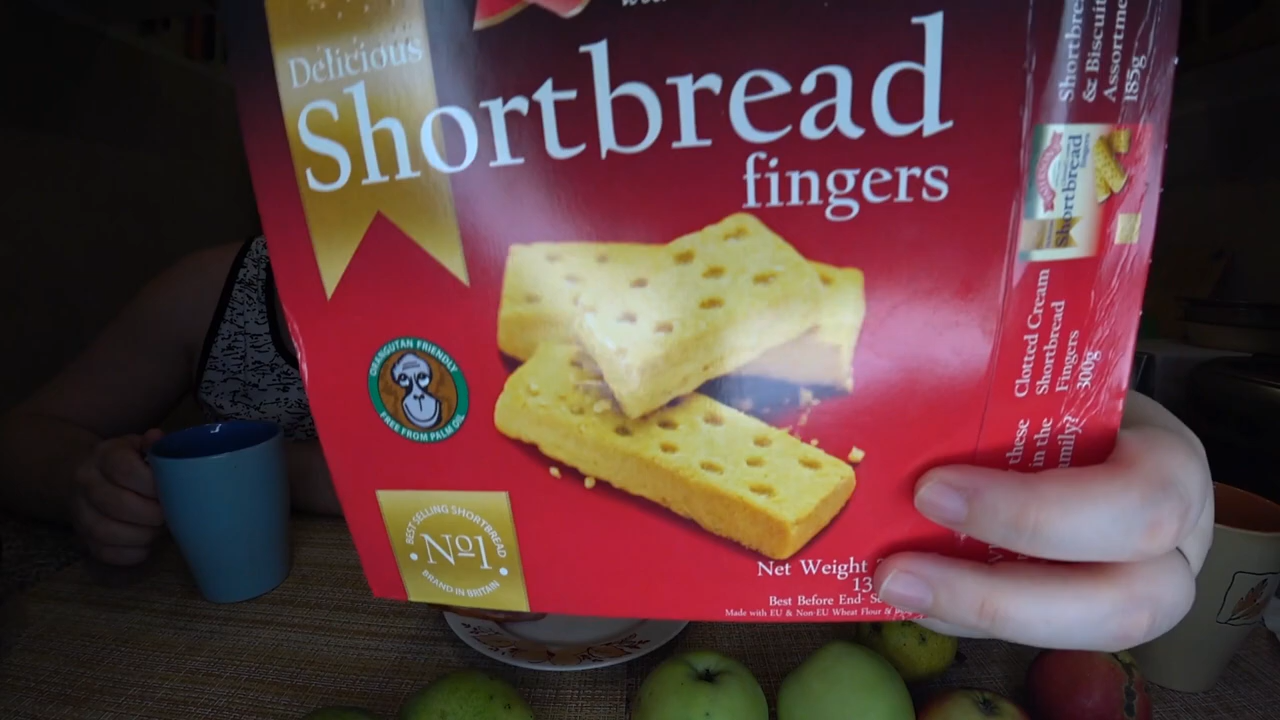 Delicious
Shortbread
fingers
ORANGUTAN FRIENDLY
FREE FROM PALM OIL
BEST SELLING SHORTBREAD
No1
BRAND IN BRITAIN
Net Weight
13
Best Before End-
Made with EU & Non-EU Wheat Flour &
Shortbread
& Biscuit
185g
Shortbread
fingers
Clotted Cream
Shortbread
Fingers
300g
these
in the